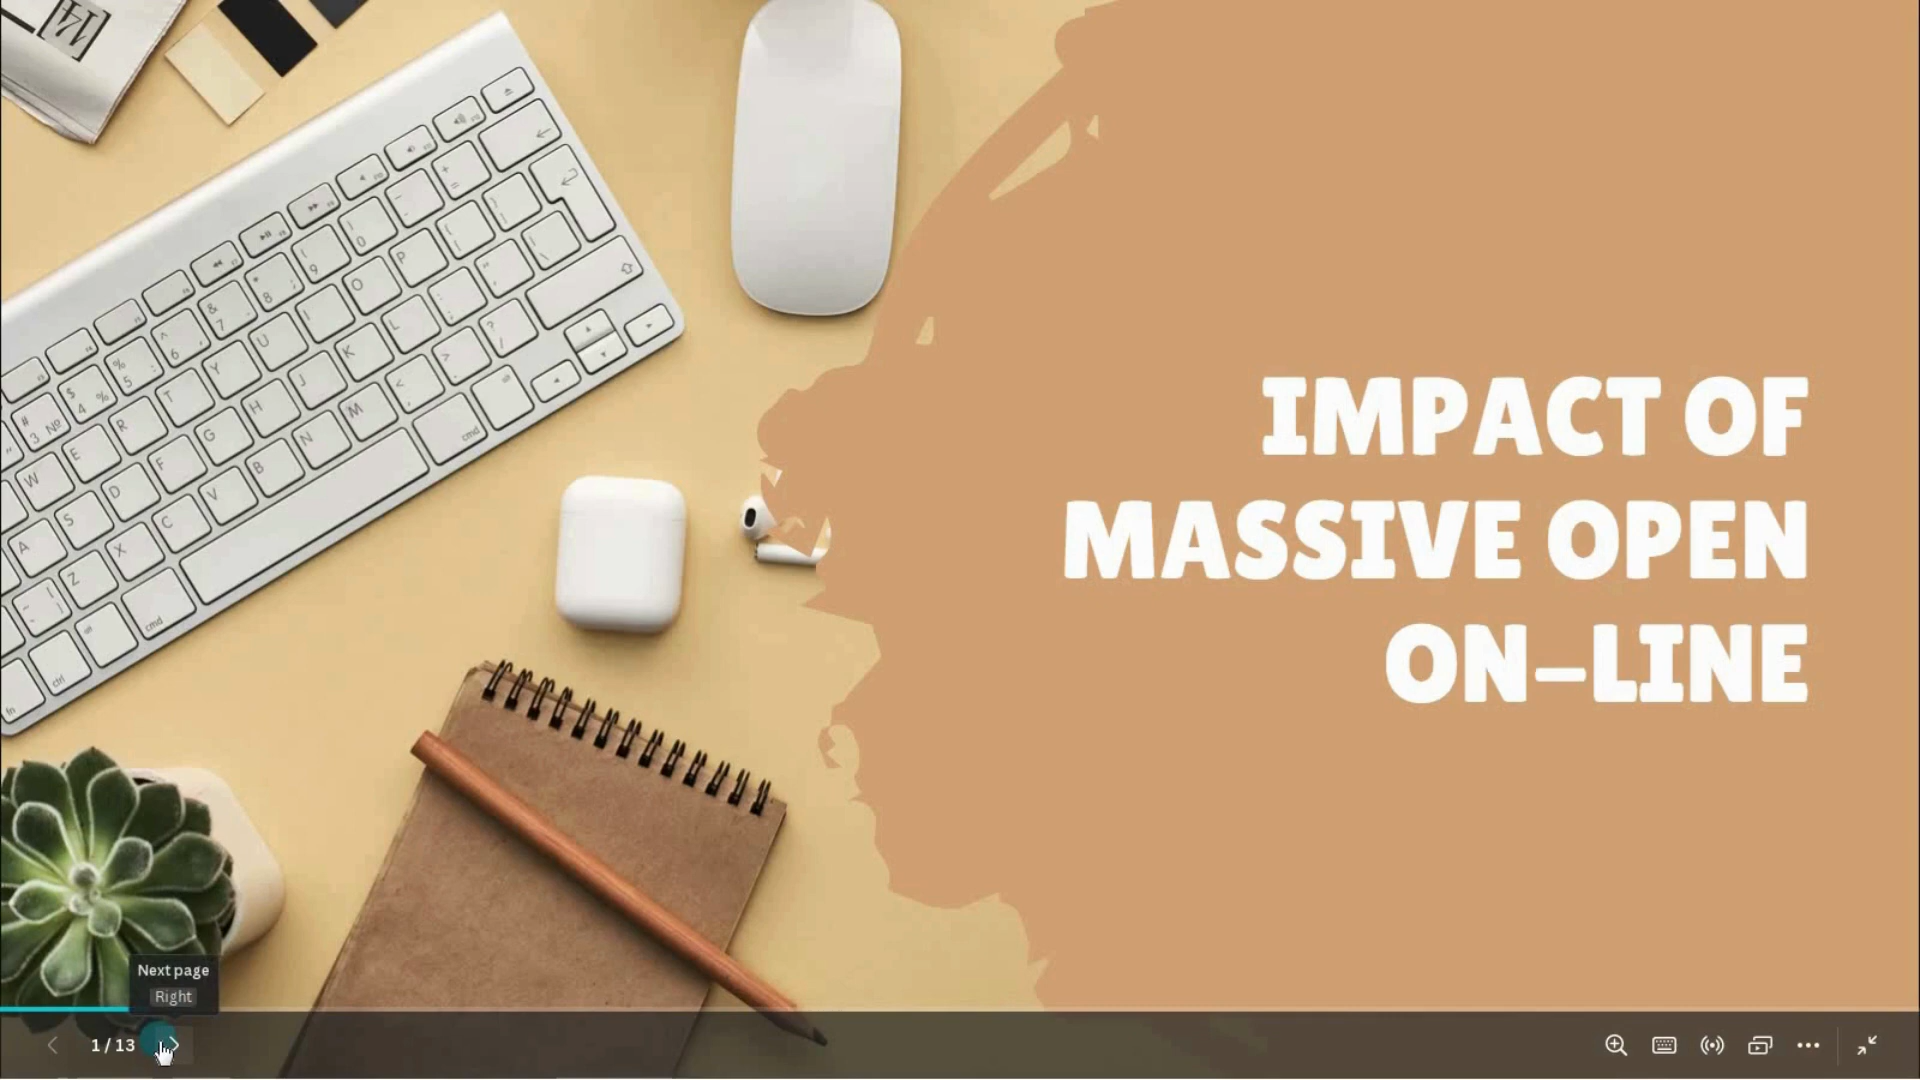 IMPACT OF
MASSIVE OPEN
ON-LINE
Next page
Right
1 / 13